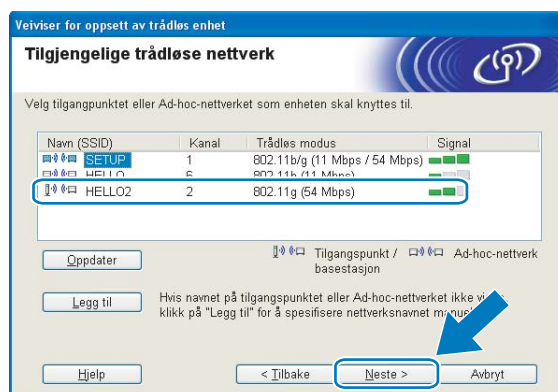 Veiviser for oppsett av trådløs enhet
Tilgjengelige trådløse nettverk
Velg tilgangpunktet eller Ad-hoc-nettverket som enheten skal knyttes til.
Navn (SSID) Kanal Trådløs modus Signal
SETUP 1 802.11b/g (11 Mbps / 54 Mbps)
HELLO 6 802.11b (11 Mbps)
HELLO2 2 802.11g (54 Mbps)
Oppdater
Tilgangspunkt / Ad-hoc-nettverk
basestasjon
Legg til
Hvis navnet på tilgangspunktet eller Ad-hoc-nettverket ikke
klikk på "Legg til" for å spesifisere nettverksnavnet
Hjelp < Tilbake Neste > Avbryt